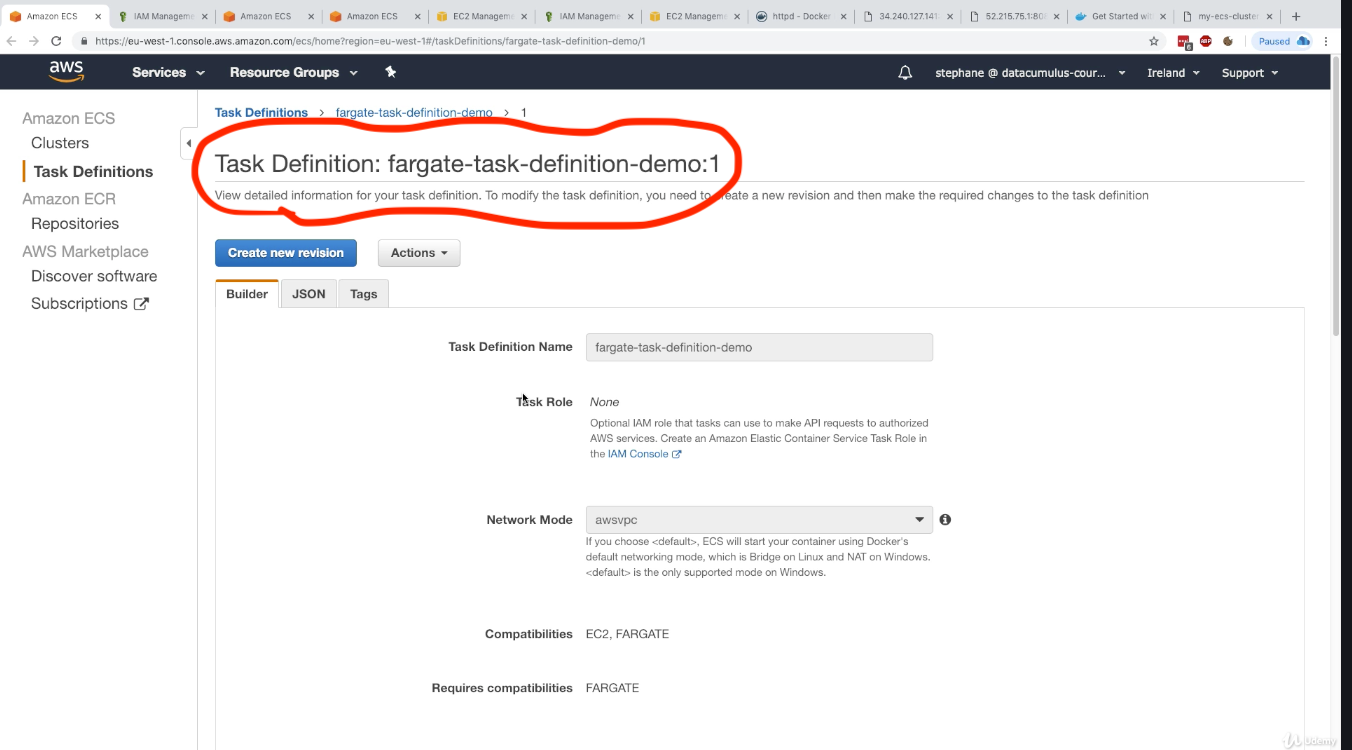 Amazon ECS
IAM Manageme
Amazon ECS
Amazon ECS
EC2 Manageme
IAM Manageme
EC2 Manageme
httpd - Docker
34.240.127.141
52.215.75.1:80
Get Started wit
my-ecs-cluster
https://eu-west-1.console.aws.amazon.com/ecs/home?region=eu-west-1#/taskDefinitions/fargate-task-definition-demo/1
ABP
Paused
aws
Services
Resource Groups
stephane @ datacumulus-cour...
Ireland
Support
Amazon ECS
Clusters
Task Definitions
Amazon ECR
Repositories
AWS Marketplace
Discover software
Subscriptions
Task Definitions > fargate-task-definition-demo > 1
Task Definition: fargate-task-definition-demo:1
View detailed information for your task definition. To modify the task definition, you need to create a new revision and then make the required changes to the task definition
Create new revision
Actions
Builder
JSON
Tags
Task Definition Name
fargate-task-definition-demo
Task Role
None
Optional IAM role that tasks can use to make API requests to authorized
AWS services. Create an Amazon Elastic Container Service Task Role in
the IAM Console
Network Mode
awsvpc
If you choose <default>, ECS will start your container using Docker's
default networking mode, which is Bridge on Linux and NAT on Windows.
<default> is the only supported mode on Windows.
Compatibilities
EC2, FARGATE
Requires compatibilities
FARGATE
Udemy